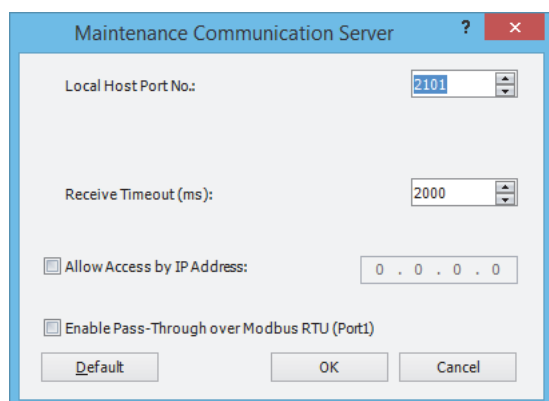 Maintenance Communication Server ? ×
Local Host Port No.: 2101
Receive Timeout (ms): 2000
Allow Access by IP Address: 0 . 0 . 0 . 0
Enable Pass-Through over Modbus RTU (Port1)
Default OK Cancel